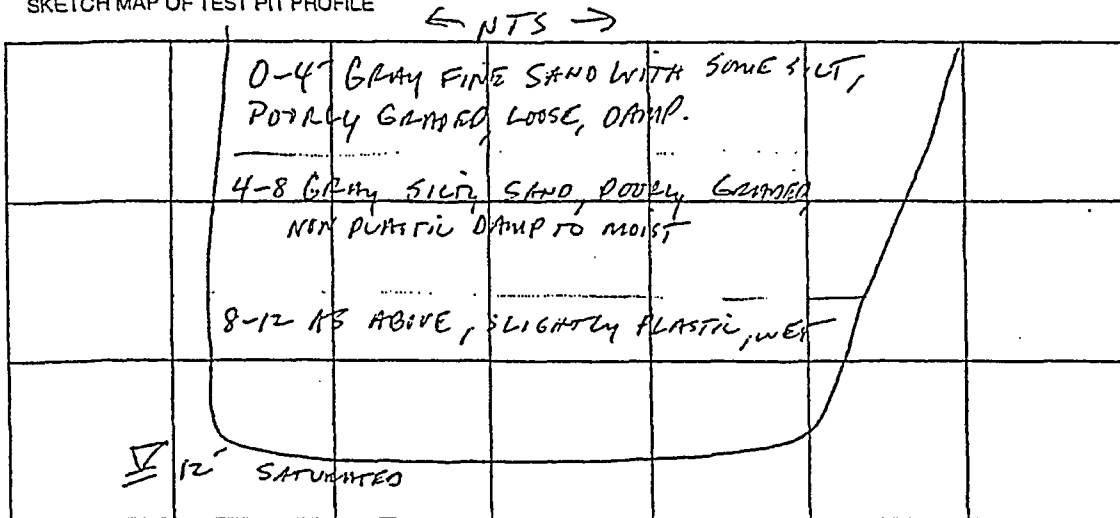 SKETCH MAP OF TEST PIT PROFILE
← NTS →
0-4' GRAY FINE SAND WITH SOME SILT,
POORLY GRADED, LOOSE, DAMP.
4-8 GRAY SILTY SAND, POORLY GRADED,
NON PLASTIC DAMP TO MOIST
8-12 AS ABOVE, SLIGHTLY PLASTIC, WET
12' SATURATED